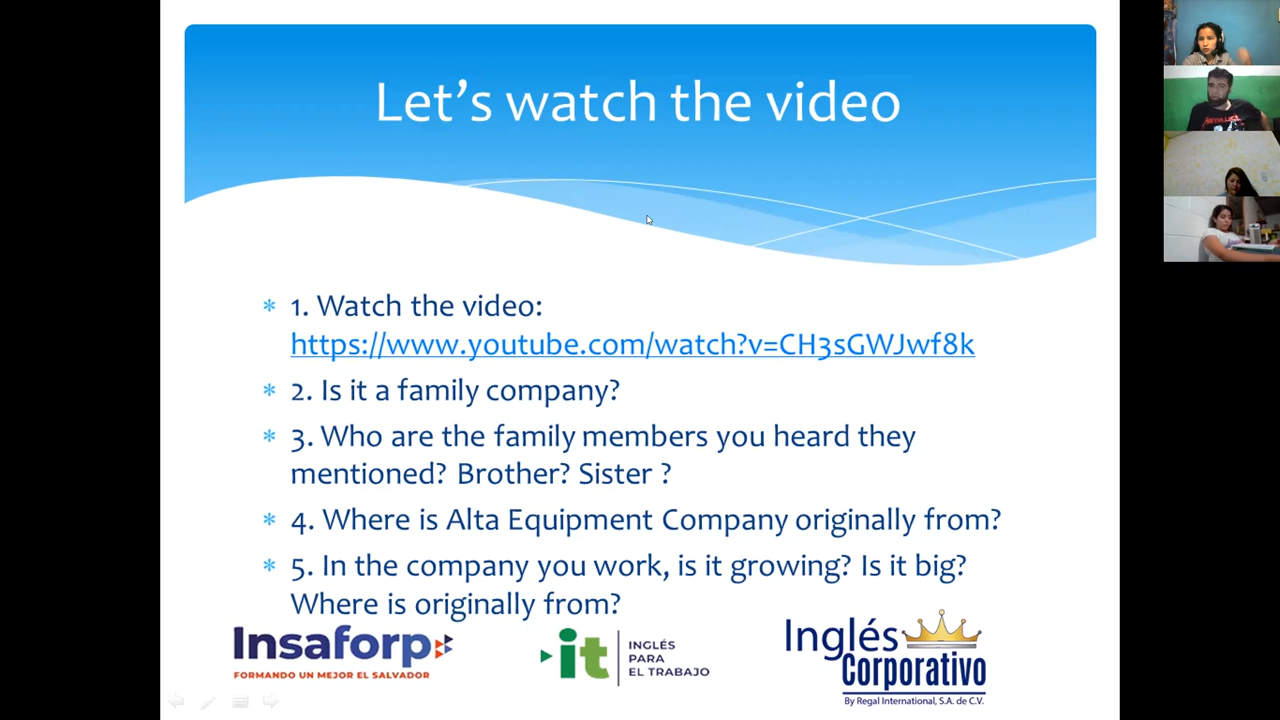 Let's watch the video
* 1. Watch the video:
https://www.youtube.com/watch?v=CH3sGWJwf8k
* 2. Is it a family company?
* 3. Who are the family members you heard they
mentioned? Brother? Sister ?
* 4. Where is Alta Equipment Company originally from?
* 5. In the company you work, is it growing? Is it big?
Where is originally from?
Insaforp
FORMANDO UN MEJOR EL SALVADOR
it
INGLÉS
PARA
EL TRABAJO
Inglés
Corporativo
By Regal International, S.A. de C.V.
METALLICA